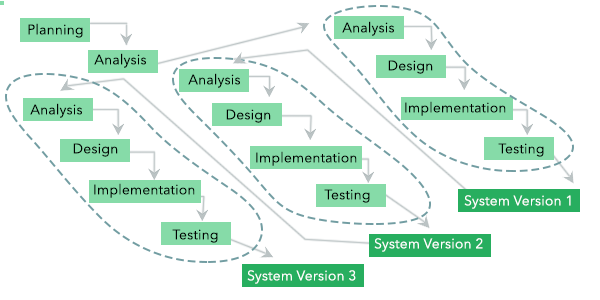 Planning
Analysis
Analysis
Design
Implementation
Testing
System Version 1
Analysis
Design
Implementation
Testing
System Version 2
Analysis
Design
Implementation
Testing
System Version 3